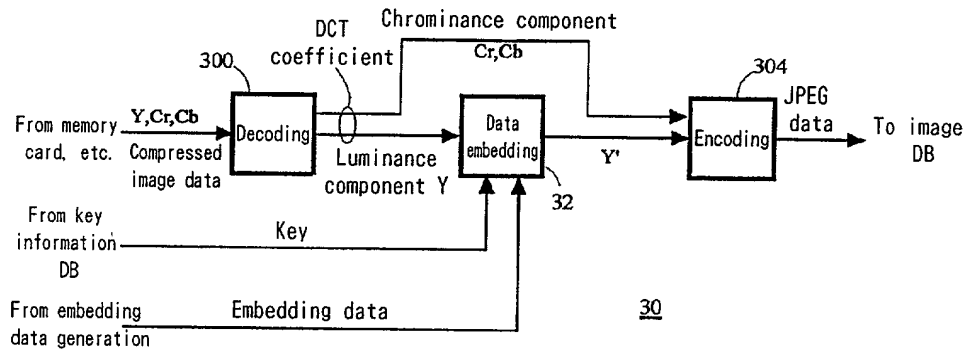 Chrominance component
Cr,Cb
DCT
coefficient
300
304
JPEG
data
Y,Cr,Cb
From memory
card, etc.
Compressed
image data
Decoding
Data
embedding
Encoding
To image
DB
Luminance
component Y
Y'
32
From key
information
DB
Key
From embedding
data generation
Embedding data
30